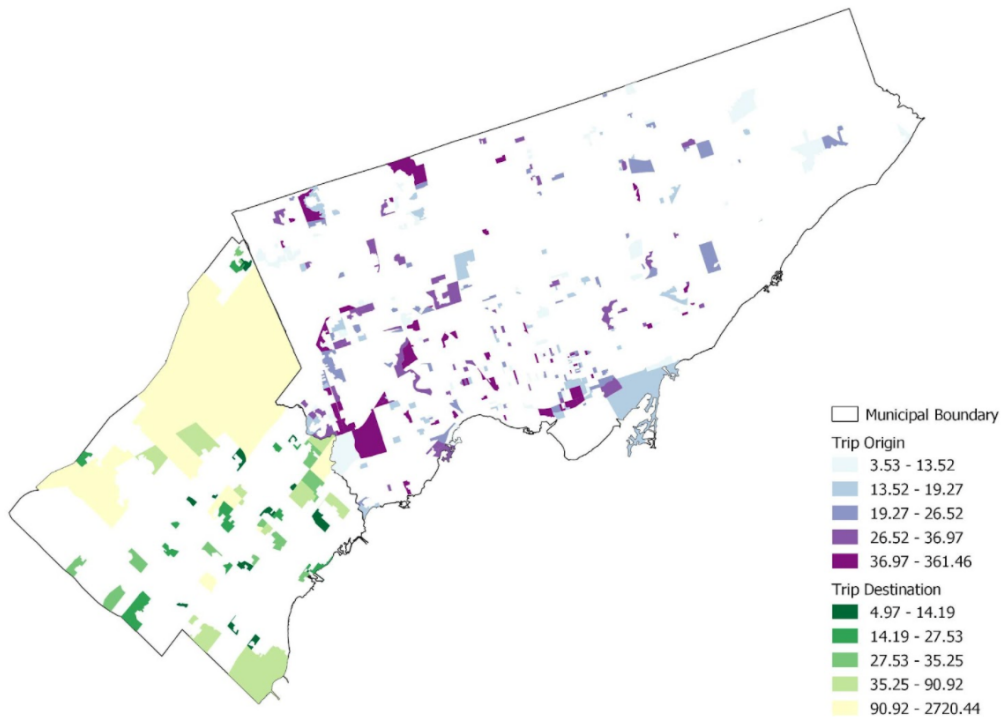 Municipal Boundary
Trip Origin
3.53 - 13.52
13.52 - 19.27
19.27 - 26.52
26.52 - 36.97
36.97 - 361.46
Trip Destination
4.97 - 14.19
14.19 - 27.53
27.53 - 35.25
35.25 - 90.92
90.92 - 2720.44